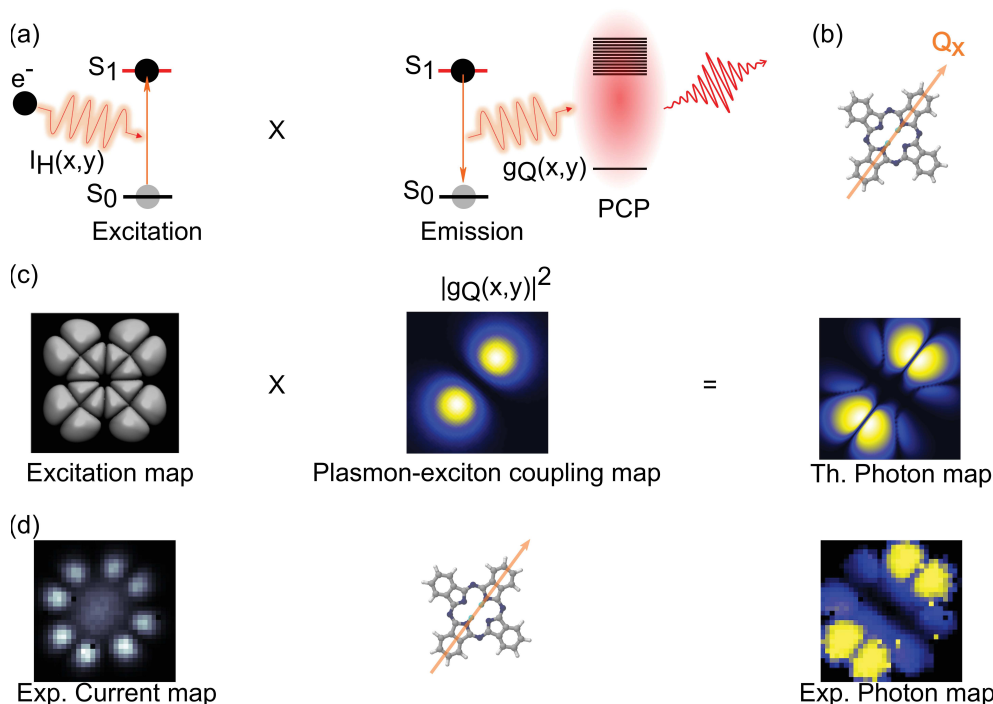 (a)
(b)
S1
S1
Qx
e-
X
IH(x,y)
gQ(x,y)
S0
S0
PCP
Excitation
Emission
(c)
|gQ(x,y)|2
X
=
Excitation map
Plasmon-exciton coupling map
Th. Photon map
(d)
Exp. Current map
Exp. Photon map